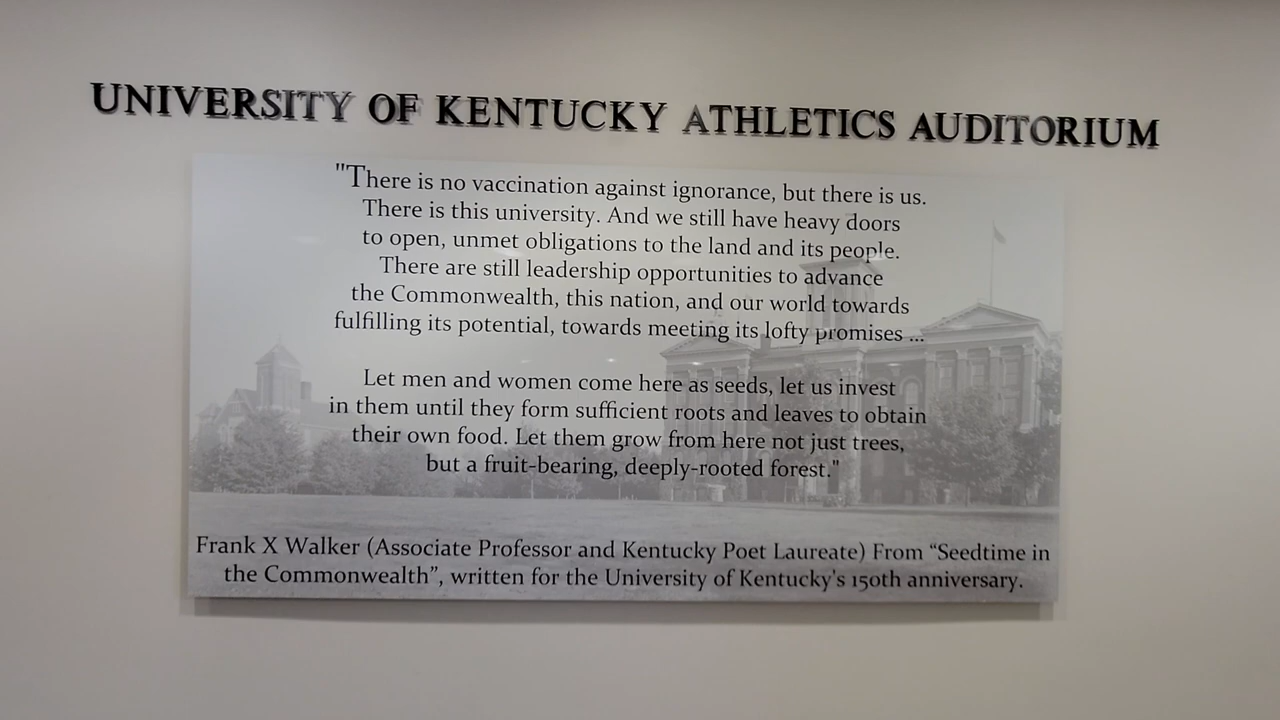 UNIVERSITY OF KENTUCKY ATHLETICS AUDITORIUM
"There is no vaccination against ignorance, but there is us.
There is this university. And we still have heavy doors
to open, unmet obligations to the land and its people.
There are still leadership opportunities to advance
the Commonwealth, this nation, and our world towards
fulfilling its potential, towards meeting its lofty promises ...
Let men and women come here as seeds, let us invest
in them until they form sufficient roots and leaves to obtain
their own food. Let them grow from here not just trees,
but a fruit-bearing, deeply-rooted forest."
Frank X Walker (Associate Professor and Kentucky Poet Laureate) From “Seedtime in
the Commonwealth”, written for the University of Kentucky's 150th anniversary.